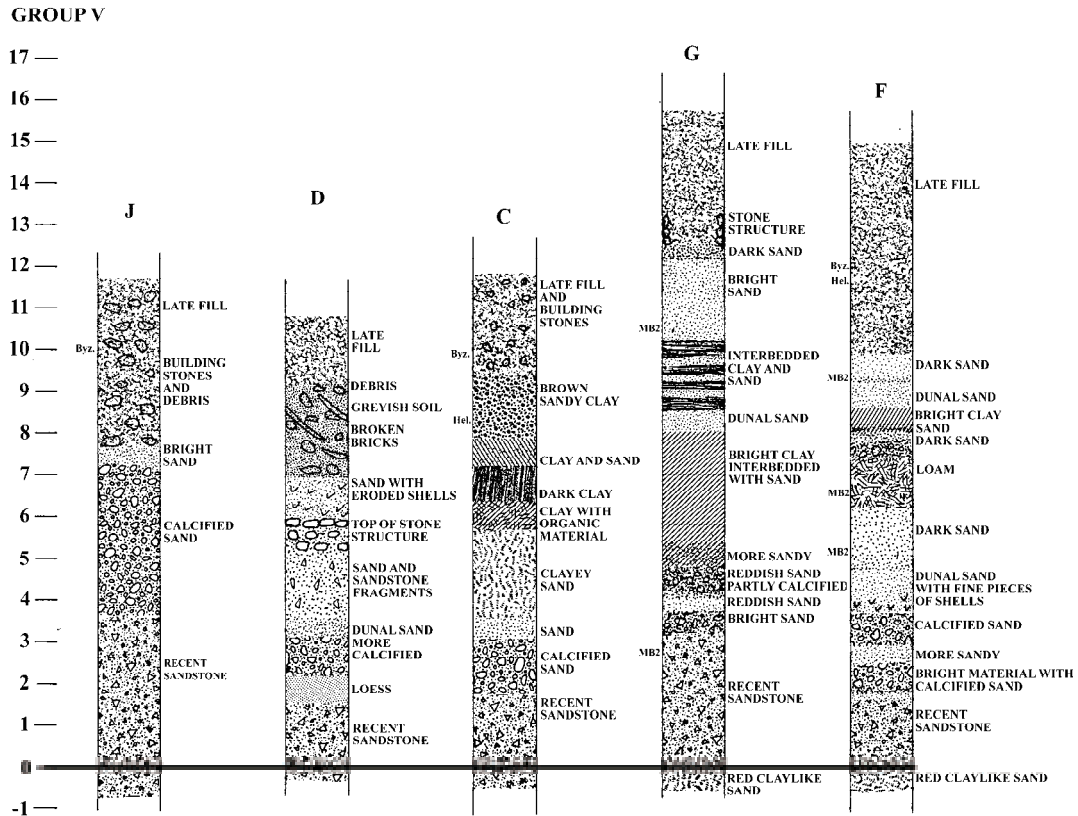 GROUP V
17
16
15
14
13
12
11
10
9
8
7
6
5
4
3
2
1
0
-1
J
LATE FILL
Byz.
BUILDING
STONES
AND
DEBRIS
BRIGHT
SAND
CALCIFIED
SAND
RECENT
SANDSTONE
D
LATE
FILL
DEBRIS
GREYISH SOIL
BROKEN
BRICKS
SAND WITH
ERODED SHELLS
TOP OF STONE
STRUCTURE
SAND AND
SANDSTONE
FRAGMENTS
DUNAL SAND
MORE
CALCIFIED
LOESS
RECENT
SANDSTONE
C
LATE FILL
AND
BUILDING
STONES
Byz.
BROWN
SANDY CLAY
Hel.
CLAY AND SAND
DARK CLAY
CLAY WITH
ORGANIC
MATERIAL
CLAYEY
SAND
SAND
CALCIFIED
SAND
RECENT
SANDSTONE
G
LATE FILL
STONE
STRUCTURE
DARK SAND
BRIGHT
SAND
MB2
INTERBEDDED
CLAY AND
SAND
DUNAL SAND
BRIGHT CLAY
INTERBEDDED
WITH SAND
MORE SANDY
REDDISH SAND
PARTLY CALCIFIED
REDDISH SAND
BRIGHT SAND
MB2
RECENT
SANDSTONE
RED CLAYLIKE
SAND
F
LATE FILL
Byz.
Hel.
DARK SAND
MB2
DUNAL SAND
BRIGHT CLAY
SAND
DARK SAND
LOAM
MB2
DARK SAND
MB2
DUNAL SAND
WITH FINE PIECES
OF SHELLS
CALCIFIED SAND
MORE SANDY
BRIGHT MATERIAL WITH
CALCIFIED SAND
RECENT
SANDSTONE
RED CLAYLIKE SAND